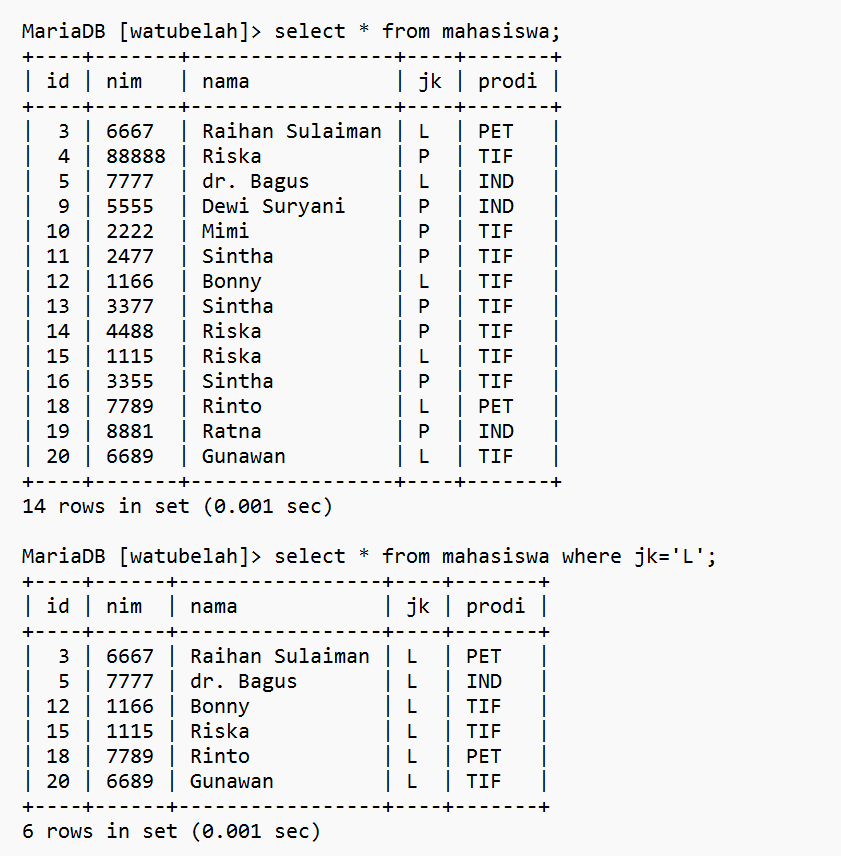 MariaDB [watubelah]> select * from mahasiswa;
+----+-------+-----------------+----+-------+
| id | nim   | nama            | jk | prodi |
+----+-------+-----------------+----+-------+
|  3 | 6667  | Raihan Sulaiman | L  | PET   |
|  4 | 88888 | Riska           | P  | TIF   |
|  5 | 7777  | dr. Bagus       | L  | IND   |
|  9 | 5555  | Dewi Suryani    | P  | IND   |
| 10 | 2222  | Mimi            | P  | TIF   |
| 11 | 2477  | Sintha          | P  | TIF   |
| 12 | 1166  | Bonny           | L  | TIF   |
| 13 | 3377  | Sintha          | P  | TIF   |
| 14 | 4488  | Riska           | P  | TIF   |
| 15 | 1115  | Riska           | L  | TIF   |
| 16 | 3355  | Sintha          | P  | TIF   |
| 18 | 7789  | Rinto           | L  | PET   |
| 19 | 8881  | Ratna           | P  | IND   |
| 20 | 6689  | Gunawan         | L  | TIF   |
+----+-------+-----------------+----+-------+
14 rows in set (0.001 sec)

MariaDB [watubelah]> select * from mahasiswa where jk='L';
+----+------+-----------------+----+-------+
| id | nim  | nama            | jk | prodi |
+----+------+-----------------+----+-------+
|  3 | 6667 | Raihan Sulaiman | L  | PET   |
|  5 | 7777 | dr. Bagus       | L  | IND   |
| 12 | 1166 | Bonny           | L  | TIF   |
| 15 | 1115 | Riska           | L  | TIF   |
| 18 | 7789 | Rinto           | L  | PET   |
| 20 | 6689 | Gunawan         | L  | TIF   |
+----+------+-----------------+----+-------+
6 rows in set (0.001 sec)